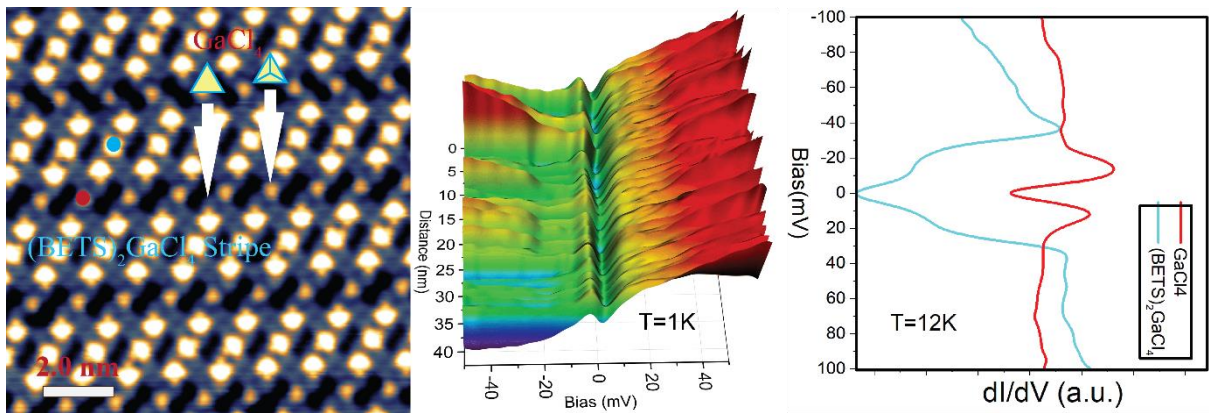 GaCl₄
(BETS)₂GaCl₄ Stripe
2.0 nm
0
5
10
15
20
25
30
35
40
Distance (nm)
T=1K
-40
-20
0
20
40
Bias (mV)
-100
-80
-60
-40
-20
0
20
40
60
80
100
Bias(mV)
T=12K
GaCl4
(BETS)₂GaCl₄
dI/dV (a.u.)